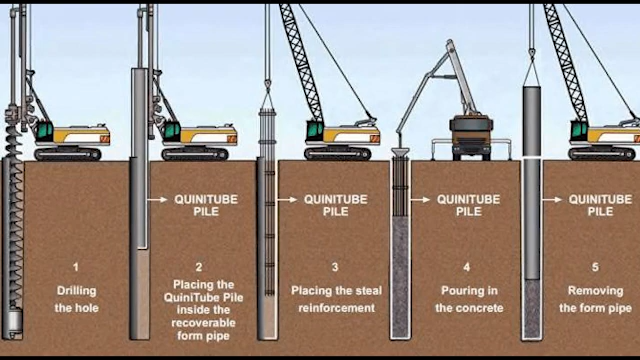 1
Drilling
the hole
QUINITUBE
PILE
2
Placing the
QuiniTube Pile
inside the
recoverable
form pipe
QUINITUBE
PILE
3
Placing the steal
reinforcement
QUINITUBE
PILE
4
Pouring in
the concrete
QUINITUBE
PILE
5
Removing
the form pipe